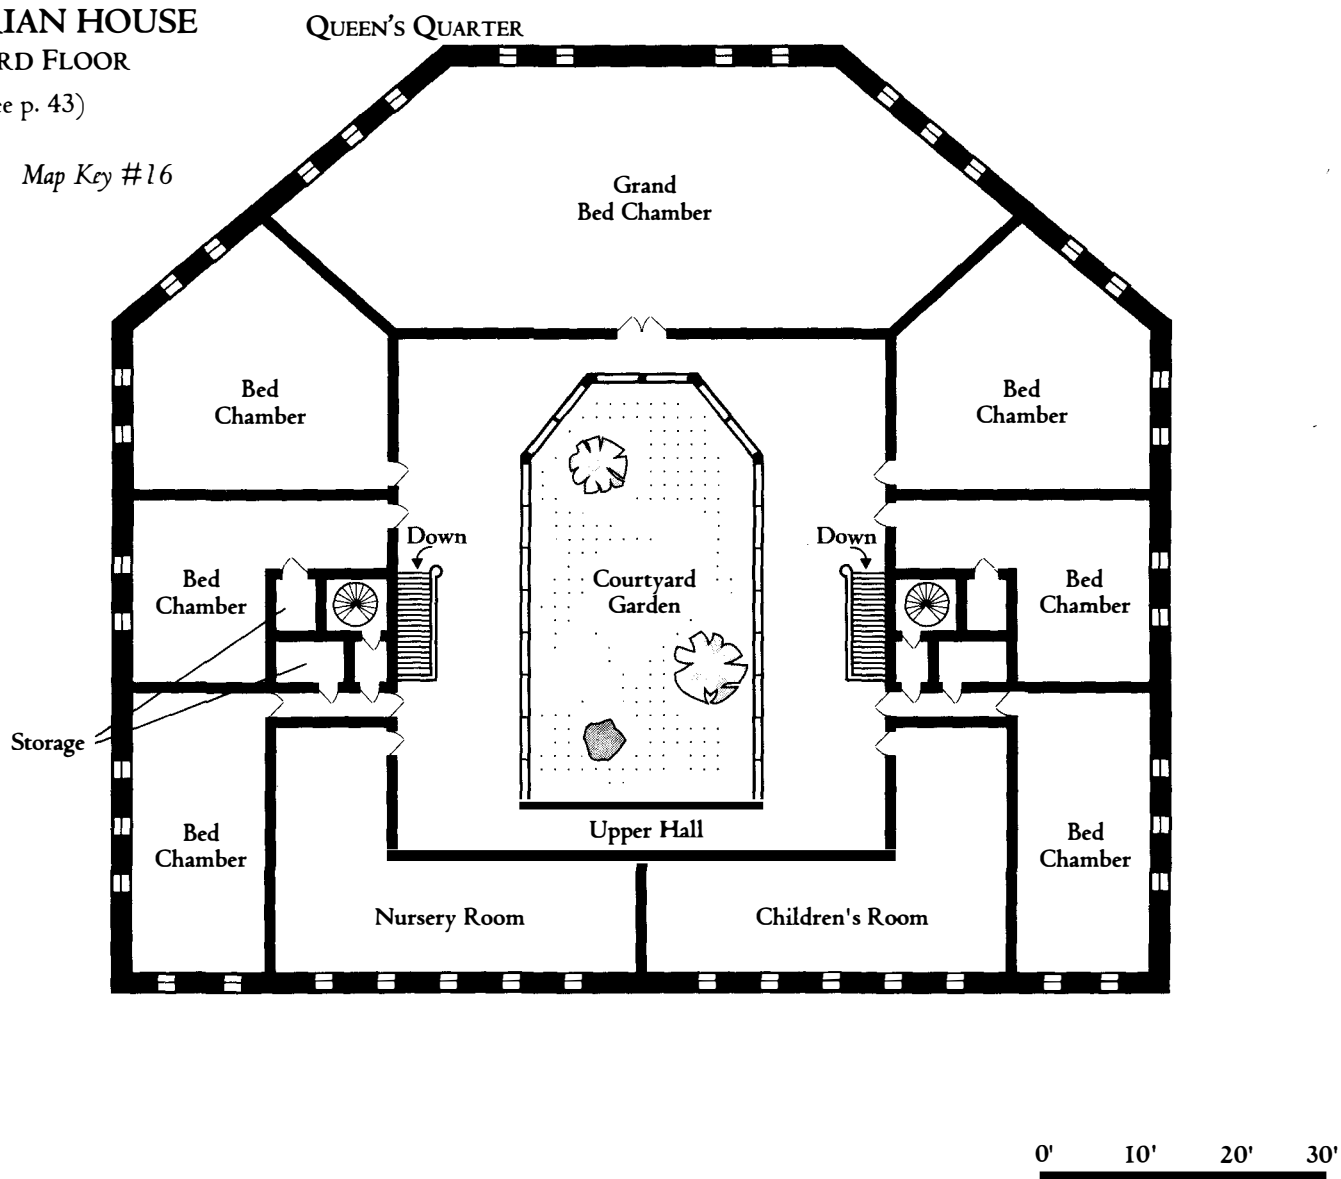 RIAN HOUSE
RD FLOOR
ee p. 43)
Map Key #16
QUEEN'S QUARTER
Grand
Bed Chamber
Bed
Chamber
Bed
Chamber
Down
Down
Bed
Chamber
Courtyard
Garden
Bed
Chamber
Storage
Bed
Chamber
Upper Hall
Bed
Chamber
Nursery Room
Children's Room
0' 10' 20' 30'